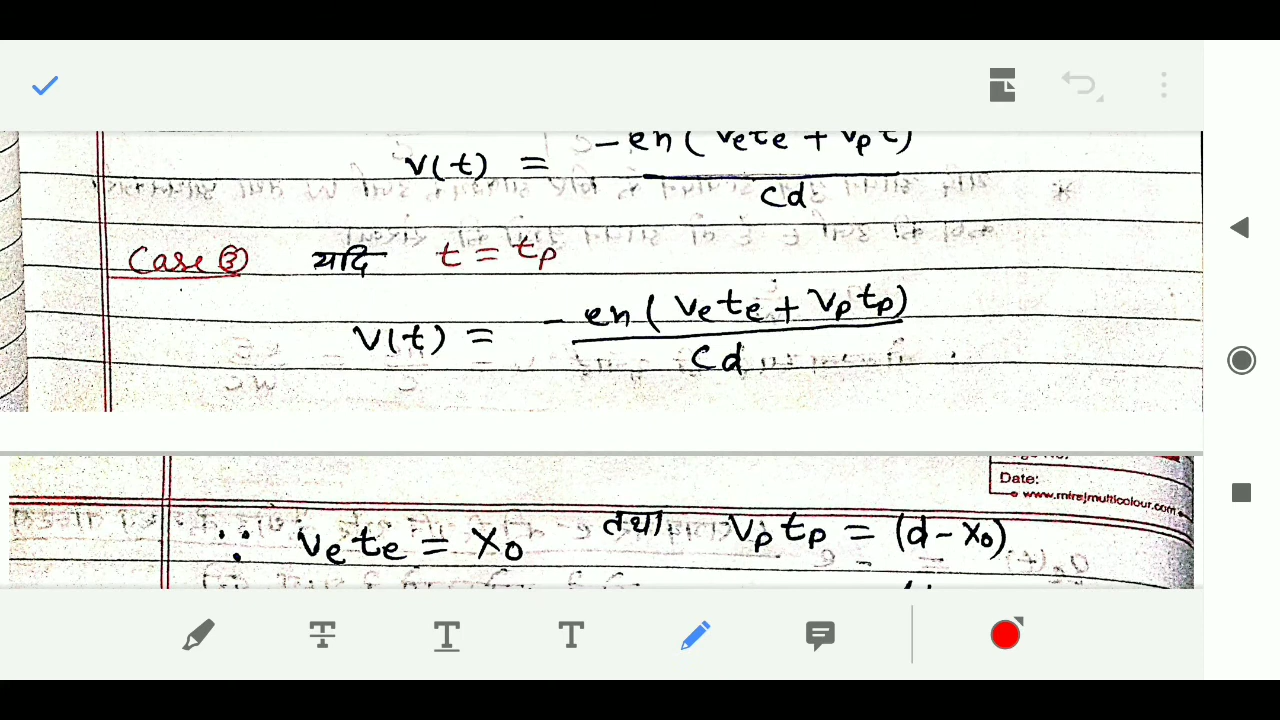 V(t) = -en(vete + vpt)
Cd
Case ③ यदि t = tp
V(t) = -en(vete + vptp)
Cd
Date:
www.mirajmulticolour.com
∵ vete = x0 तथा vptp = (d-x0)